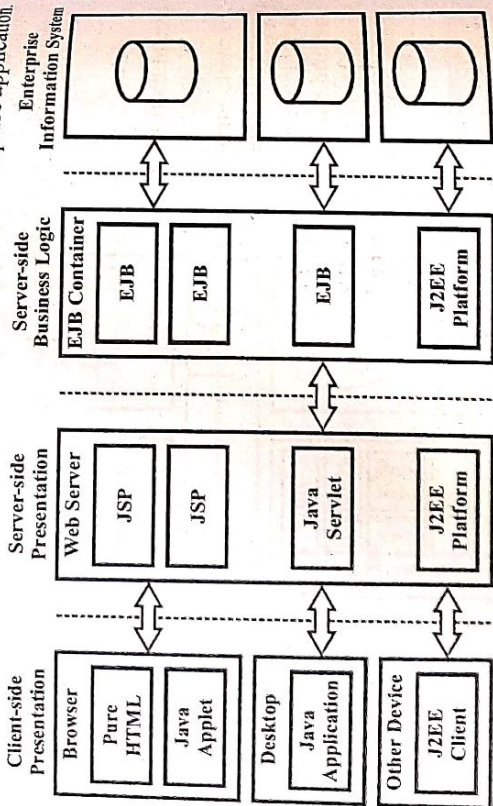 application.
Client-side
Presentation
Server-side
Presentation
Server-side
Business Logic
Enterprise
Information System
Browser
Pure
HTML
Java
Applet
Desktop
Java
Application
Other Device
J2EE
Client
Web Server
JSP
JSP
Java
Servlet
J2EE
Platform
EJB Container
EJB
EJB
EJB
J2EE
Platform